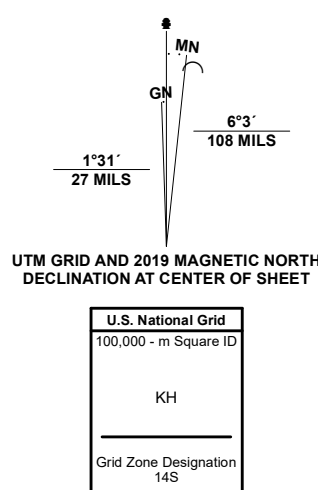 MN
GN
6°3´
108 MILS
1°31´
27 MILS
UTM GRID AND 2019 MAGNETIC NORTH
DECLINATION AT CENTER OF SHEET
U.S. National Grid
100,000 - m Square ID
KH
Grid Zone Designation
14S